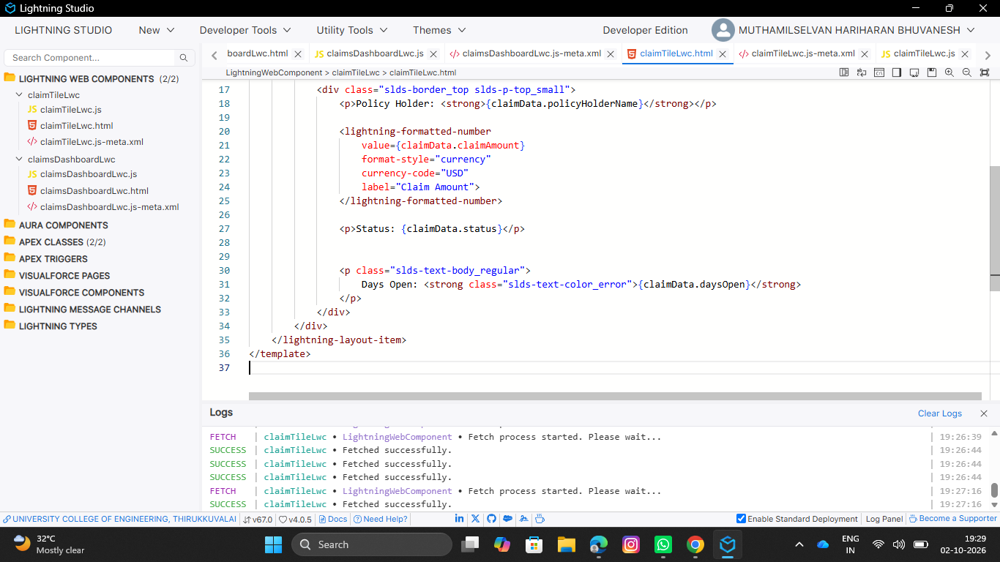 Lightning Studio
LIGHTNING STUDIO New Developer Tools Utility Tools Themes Developer Edition MUTHAMILSELVAN HARIHARAN BHUVANESH
Search Component...
LIGHTNING WEB COMPONENTS (2/2)
claimTileLwc
JS claimTileLwc.js
claimTileLwc.html
</> claimTileLwc.js-meta.xml
claimsDashboardLwc
JS claimsDashboardLwc.js
claimsDashboardLwc.html
</> claimsDashboardLwc.js-meta.xml
AURA COMPONENTS
APEX CLASSES (2/2)
APEX TRIGGERS
VISUALFORCE PAGES
VISUALFORCE COMPONENTS
LIGHTNING MESSAGE CHANNELS
LIGHTNING TYPES
boardLwc.html JS claimsDashboardLwc.js </> claimsDashboardLwc.js-meta.xml claimTileLwc.html </> claimTileLwc.js-meta.xml JS claimTileLwc.js
LightningWebComponent > claimTileLwc > claimTileLwc.html
17 <div class="slds-border_top slds-p-top_small">
18 <p>Policy Holder: <strong>{claimData.policyHolderName}</strong></p>
19
20 <lightning-formatted-number
21 value={claimData.claimAmount}
22 format-style="currency"
23 currency-code="USD"
24 label="Claim Amount">
25 </lightning-formatted-number>
26
27 <p>Status: {claimData.status}</p>
28
29
30 <p class="slds-text-body_regular">
31 Days Open: <strong class="slds-text-color_error">{claimData.daysOpen}</strong>
32 </p>
33 </div>
34 </div>
35 </lightning-layout-item>
36 </template>
37
Logs Clear Logs
FETCH | claimTileLwc • LightningWebComponent • Fetch process started. Please wait... | 19:26:39
SUCCESS | claimTileLwc • Fetched successfully. | 19:26:44
SUCCESS | claimTileLwc • Fetched successfully. | 19:26:44
SUCCESS | claimTileLwc • Fetched successfully. | 19:26:44
FETCH | claimTileLwc • LightningWebComponent • Fetch process started. Please wait... | 19:27:16
SUCCESS | claimTileLwc • Fetched successfully. | 19:27:16
UNIVERSITY COLLEGE OF ENGINEERING, THIRUKKUVALAI v67.0 v4.0.5 Docs Need Help? in X Enable Standard Deployment Log Panel Become a Supporter
32°C
Mostly clear
Search
ENG
IN
19:29
02-10-2026